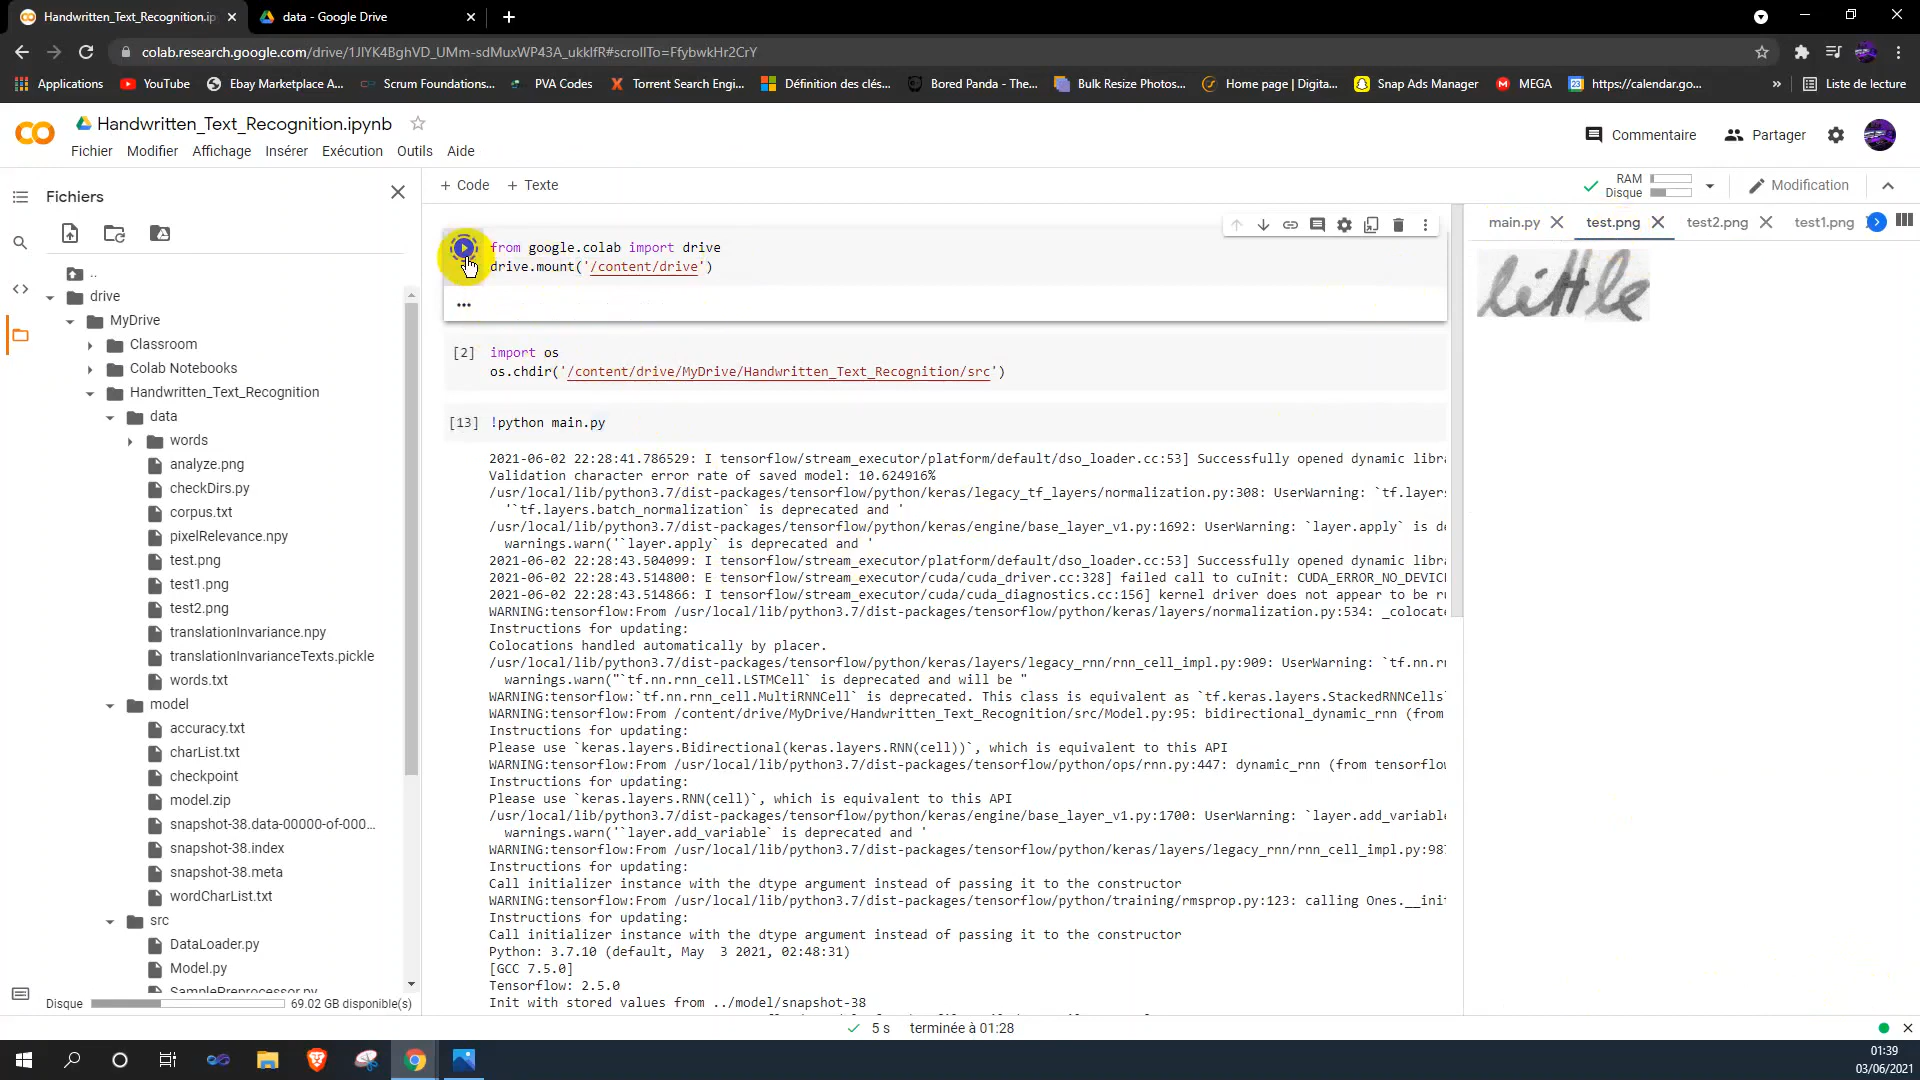 Handwritten_Text_Recognition.ip
data - Google Drive
colab.research.google.com/drive/1JIYK4BghVD_UMm-sdMuxWP43A_ukkIfR#scrollTo=FfybwkHr2CrY
Applications YouTube Ebay Marketplace A... Scrum Foundations... PVA Codes Torrent Search Engi... Définition des clés... Bored Panda - The... Bulk Resize Photos... Home page | Digita... Snap Ads Manager MEGA https://calendar.go... » Liste de lecture
CO Handwritten_Text_Recognition.ipynb
Commentaire Partager
Fichier Modifier Affichage Insérer Exécution Outils Aide
Fichiers
+ Code + Texte
RAM
Disque
Modification
main.py test.png test2.png test1.png
from google.colab import drive
drive.mount('/content/drive')
little
...
[2] import os
os.chdir('/content/drive/MyDrive/Handwritten_Text_Recognition/src')
[13] !python main.py
..
drive
MyDrive
Classroom
Colab Notebooks
Handwritten_Text_Recognition
data
words
analyze.png
checkDirs.py
corpus.txt
pixelRelevance.npy
test.png
test1.png
test2.png
translationInvariance.npy
translationInvarianceTexts.pickle
words.txt
model
accuracy.txt
charList.txt
checkpoint
model.zip
snapshot-38.data-00000-of-000...
snapshot-38.index
snapshot-38.meta
wordCharList.txt
src
DataLoader.py
Model.py
SamplePreprocessor.py
Disque 69.02 GB disponible(s)
2021-06-02 22:28:41.786529: I tensorflow/stream_executor/platform/default/dso_loader.cc:53] Successfully opened dynamic libr
Validation character error rate of saved model: 10.624916%
/usr/local/lib/python3.7/dist-packages/tensorflow/python/keras/legacy_tf_layers/normalization.py:308: UserWarning: `tf.layers
'`tf.layers.batch_normalization` is deprecated and '
/usr/local/lib/python3.7/dist-packages/tensorflow/python/keras/engine/base_layer_v1.py:1692: UserWarning: `layer.apply` is de
warnings.warn('`layer.apply` is deprecated and '
2021-06-02 22:28:43.504099: I tensorflow/stream_executor/platform/default/dso_loader.cc:53] Successfully opened dynamic libr
2021-06-02 22:28:43.514800: E tensorflow/stream_executor/cuda/cuda_driver.cc:328] failed call to cuInit: CUDA_ERROR_NO_DEVIC
2021-06-02 22:28:43.514866: I tensorflow/stream_executor/cuda/cuda_diagnostics.cc:156] kernel driver does not appear to be ru
WARNING:tensorflow:From /usr/local/lib/python3.7/dist-packages/tensorflow/python/keras/layers/normalization.py:534: _colocate
Instructions for updating:
Colocations handled automatically by placer.
/usr/local/lib/python3.7/dist-packages/tensorflow/python/keras/layers/legacy_rnn/rnn_cell_impl.py:909: UserWarning: `tf.nn.rn
warnings.warn("`tf.nn.rnn_cell.LSTMCell` is deprecated and will be "
WARNING:tensorflow:`tf.nn.rnn_cell.MultiRNNCell` is deprecated. This class is equivalent as `tf.keras.layers.StackedRNNCells`
WARNING:tensorflow:From /content/drive/MyDrive/Handwritten_Text_Recognition/src/Model.py:95: bidirectional_dynamic_rnn (from
Instructions for updating:
Please use `keras.layers.Bidirectional(keras.layers.RNN(cell))`, which is equivalent to this API
WARNING:tensorflow:From /usr/local/lib/python3.7/dist-packages/tensorflow/python/ops/rnn.py:447: dynamic_rnn (from tensorflow
Instructions for updating:
Please use `keras.layers.RNN(cell)`, which is equivalent to this API
/usr/local/lib/python3.7/dist-packages/tensorflow/python/keras/engine/base_layer_v1.py:1700: UserWarning: `layer.add_variable
warnings.warn('`layer.add_variable` is deprecated and '
WARNING:tensorflow:From /usr/local/lib/python3.7/dist-packages/tensorflow/python/keras/layers/legacy_rnn/rnn_cell_impl.py:987
Instructions for updating:
Call initializer instance with the dtype argument instead of passing it to the constructor
WARNING:tensorflow:From /usr/local/lib/python3.7/dist-packages/tensorflow/python/training/rmsprop.py:123: calling Ones.__init
Instructions for updating:
Call initializer instance with the dtype argument instead of passing it to the constructor
Python: 3.7.10 (default, May 3 2021, 02:48:31)
[GCC 7.5.0]
Tensorflow: 2.5.0
Init with stored values from ../model/snapshot-38
5 s terminée à 01:28
01:39
03/06/2021